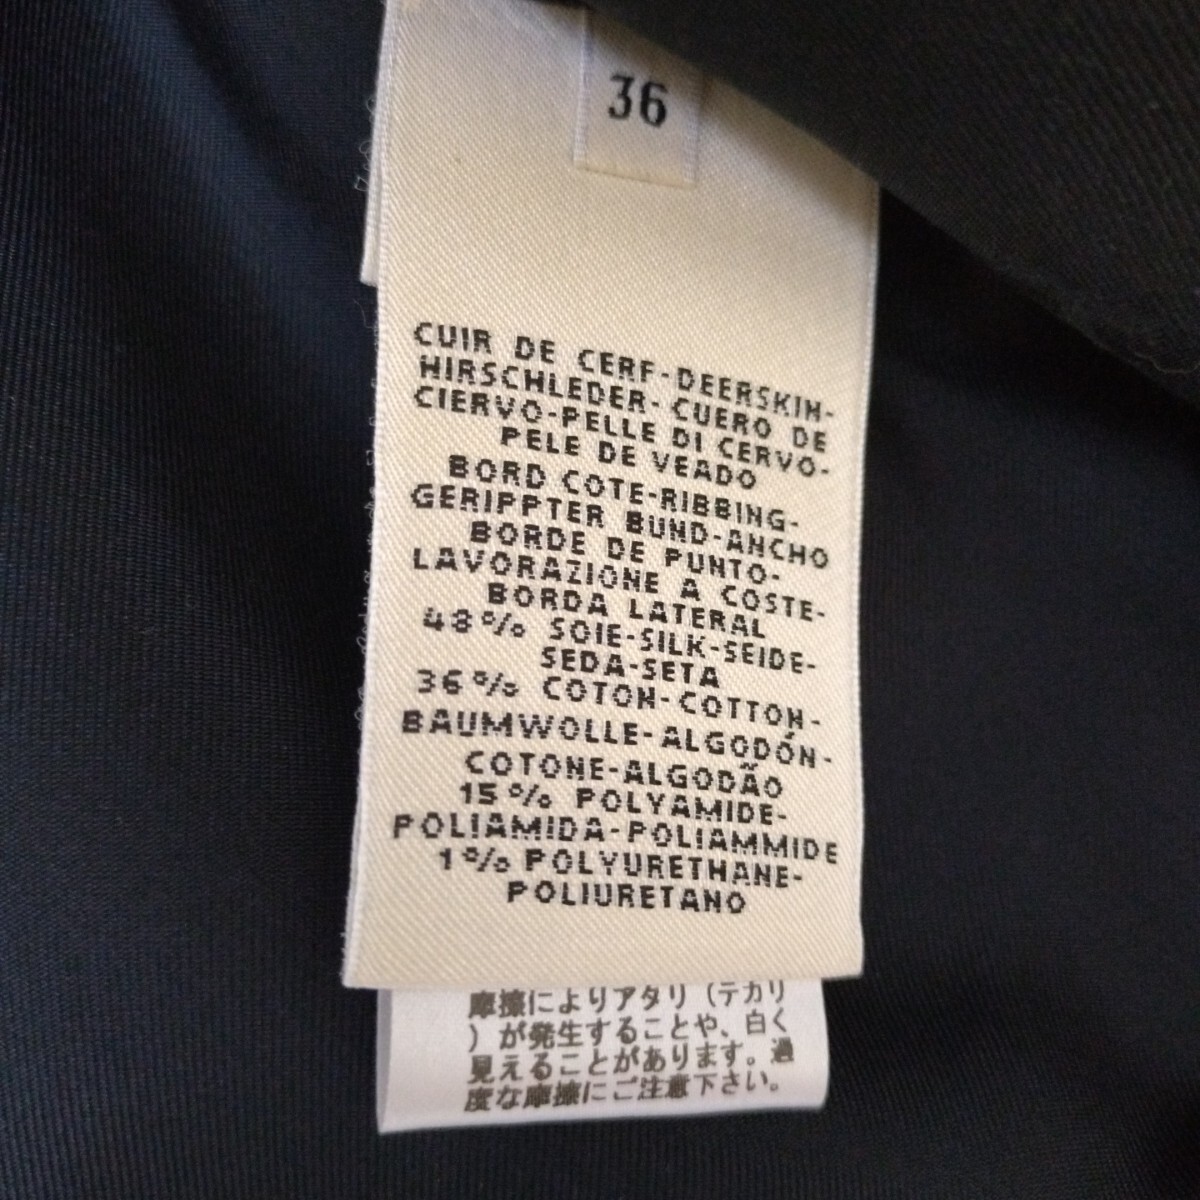 36
CUIR DE CERF-DEERSKIN-
HIRSCHLEDER- CUERO DE
CIERVO-PELLE DI CERVO-
PELE DE VEADO
BORD COTE-RIBBING-
GERIPPTER BUND-ANCHO
BORDE DE PUNTO-
LAVORAZIONE A COSTE-
BORDA LATERAL
48% SOIE-SILK-SEIDE-
SEDA-SETA
36% COTON-COTTON-
BAUMWOLLE-ALGODÓN-
COTONE-ALGODÃO
15% POLYAMIDE-
POLIAMIDA-POLIAMMIDE
1% POLYURETHANE-
POLIURETANO
摩擦によりアタリ（テカリ
）が発生することや、白く
見えることがあります。過
度な摩擦にご注意下さい。